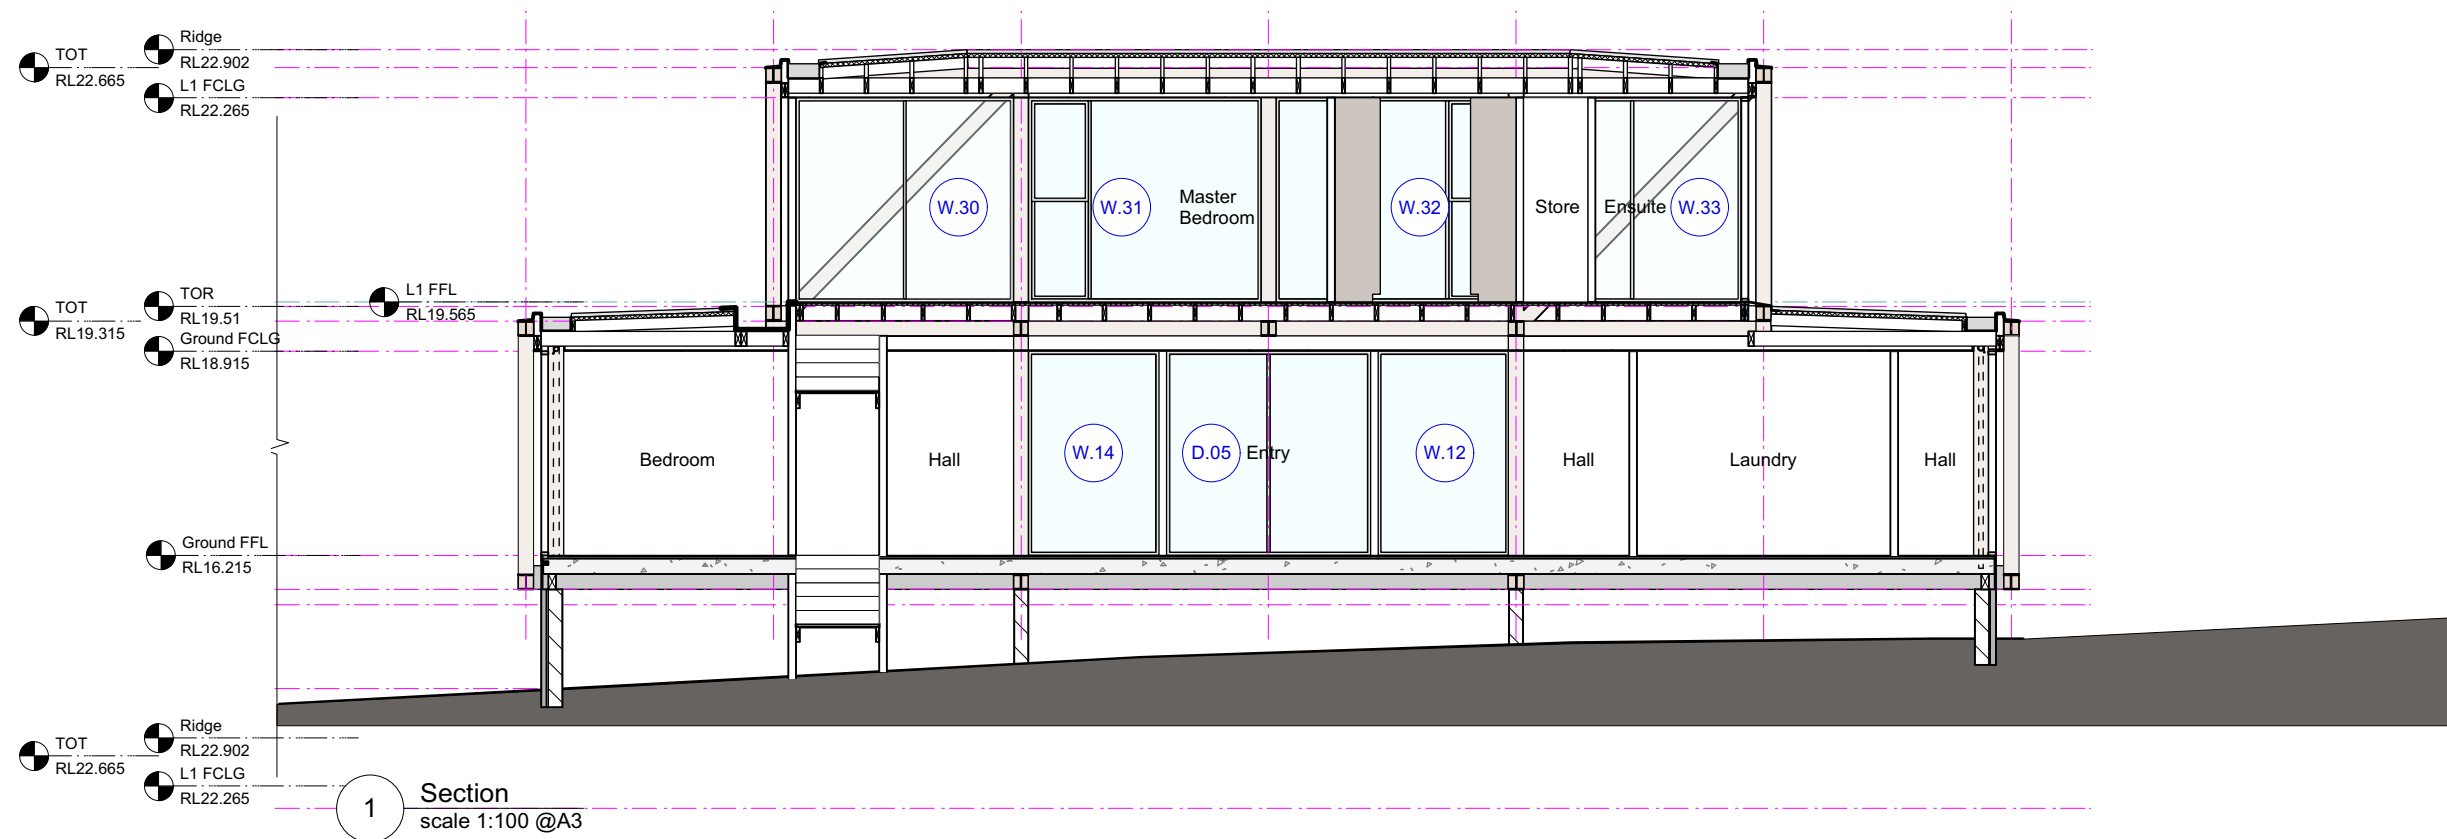 Ridge
RL22.902
TOT
RL22.665
L1 FCLG
RL22.265
W.30
W.31
Master
Bedroom
W.32
Store
Ensuite
W.33
L1 FFL
RL19.565
TOR
RL19.51
TOT
RL19.315
Ground FCLG
RL18.915
Bedroom
Hall
W.14
D.05
Entry
W.12
Hall
Laundry
Hall
Ground FFL
RL16.215
Ridge
RL22.902
TOT
RL22.665
L1 FCLG
RL22.265
1
Section
scale 1:100 @A3